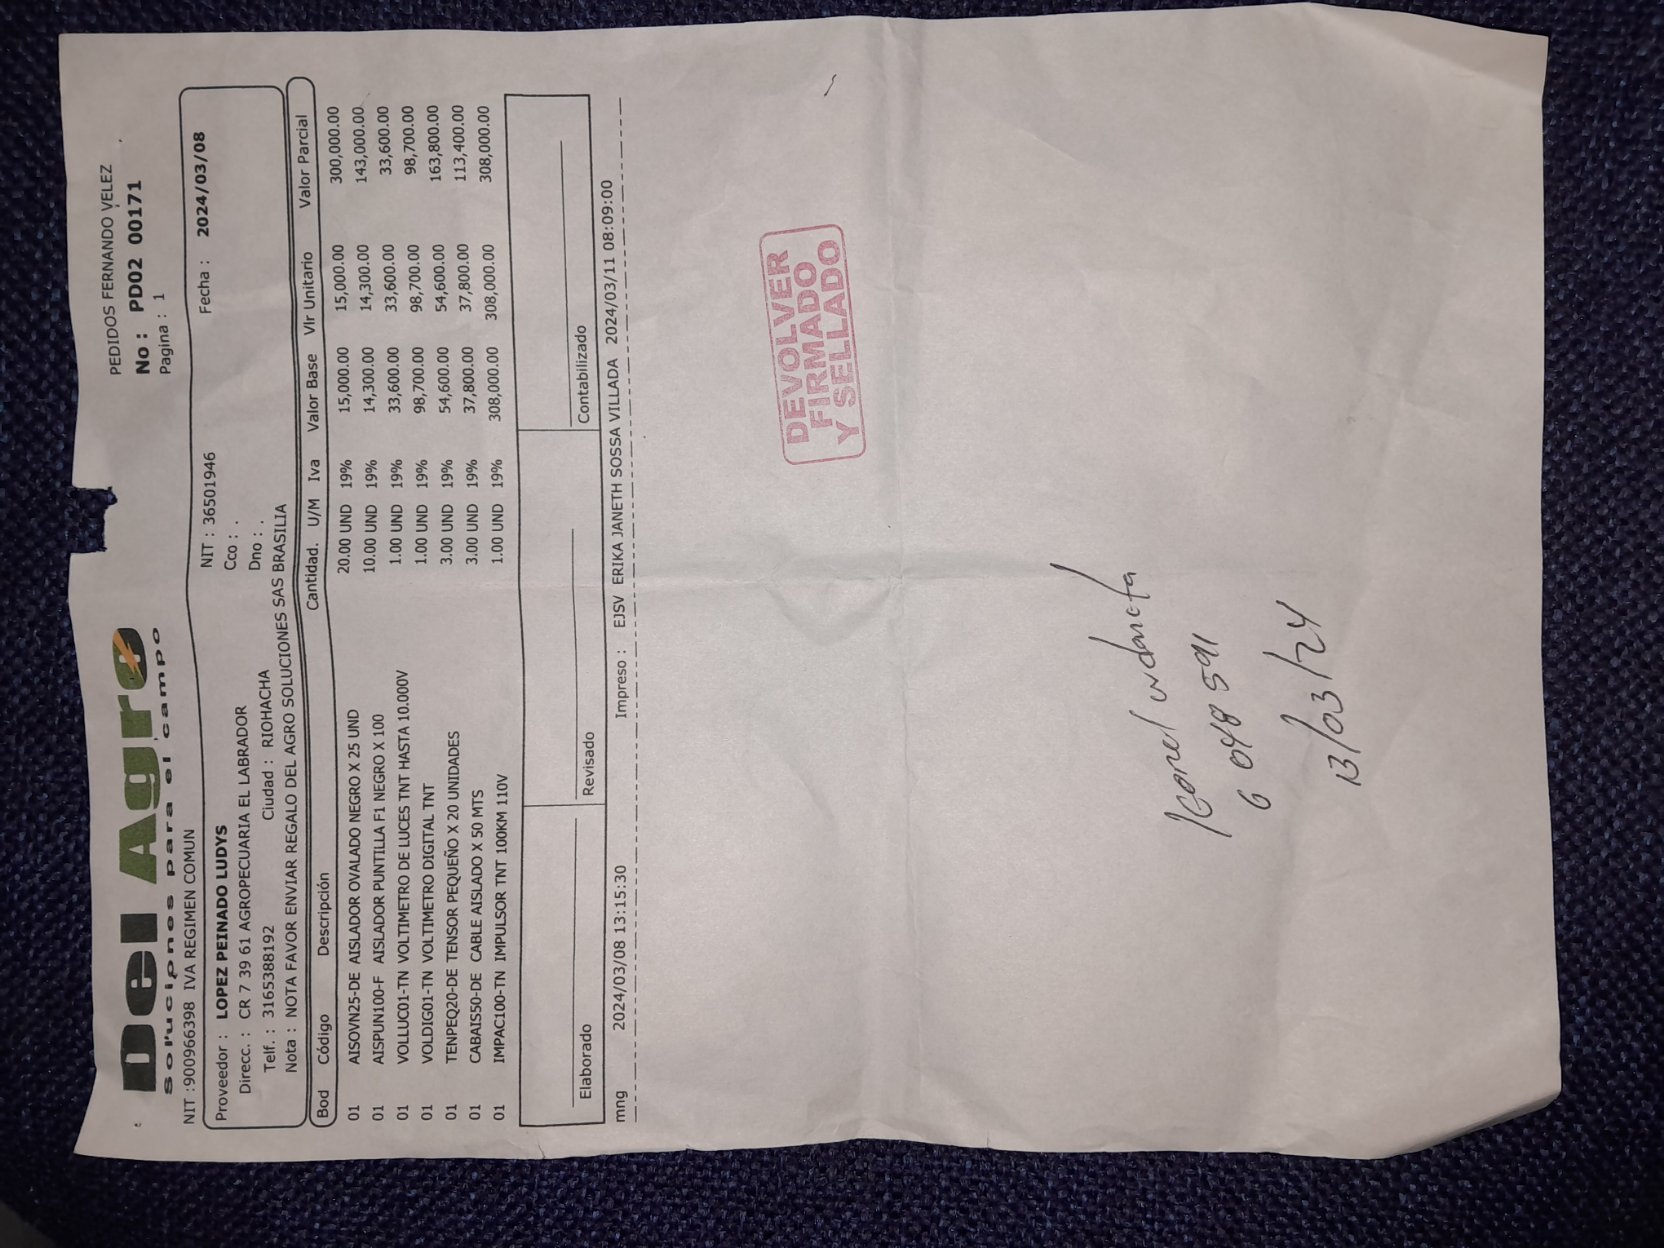 PEDIDOS FERNANDO VELEZ
Del Agro
Soluciones para el campo
No : PD02 00171
Pagina : 1
NIT :900966398 IVA REGIMEN COMUN
Proveedor : LOPEZ PEINADO LUDYS NIT : 36501946 Fecha : 2024/03/08
Direcc. : CR 7 39 61 AGROPECUARIA EL LABRADOR Cco : .
Telf. : 3165388192 Ciudad : RIOHACHA Dno : .
Nota : NOTA FAVOR ENVIAR REGALO DEL AGRO SOLUCIONES SAS BRASILIA
Bod Código Descripción Cantidad. U/M Iva Valor Base Vlr Unitario Valor Parcial
01 AISOVN25-DE AISLADOR OVALADO NEGRO X 25 UND 20.00 UND 19% 15,000.00 15,000.00 300,000.00
01 AISPUN100-F AISLADOR PUNTILLA F1 NEGRO X 100 10.00 UND 19% 14,300.00 14,300.00 143,000.00
01 VOLLUC01-TN VOLTIMETRO DE LUCES TNT HASTA 10.000V 1.00 UND 19% 33,600.00 33,600.00 33,600.00
01 VOLDIG01-TN VOLTIMETRO DIGITAL TNT 1.00 UND 19% 98,700.00 98,700.00 98,700.00
01 TENPEQ20-DE TENSOR PEQUEÑO X 20 UNIDADES 3.00 UND 19% 54,600.00 54,600.00 163,800.00
01 CABAIS50-DE CABLE AISLADO X 50 MTS 3.00 UND 19% 37,800.00 37,800.00 113,400.00
01 IMPAC100-TN IMPULSOR TNT 100KM 110V 1.00 UND 19% 308,000.00 308,000.00 308,000.00
Elaborado Revisado Contabilizado
mng 2024/03/08 13:15:30 Impreso : EJSV ERIKA JANETH SOSSA VILLADA 2024/03/11 08:09:00
DEVOLVER
FIRMADO
Y SELLADO
13/03/24